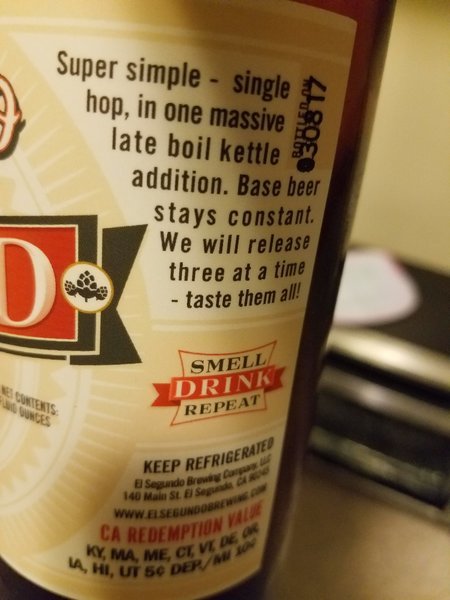 Super simple - single
hop, in one massive
late boil kettle
addition. Base beer
stays constant.
We will release
three at a time
- taste them all!
BOTTLED ON
030817
D
SMELL
DRINK
REPEAT
NET CONTENTS:
FLUID OUNCES
KEEP REFRIGERATED
El Segundo Brewing Company, LLC
140 Main St. El Segundo, CA 90245
WWW.ELSEGUNDOBREWING.COM
CA REDEMPTION VALUE
KY, MA, ME, CT, VT, DE, OR,
IA, HI, UT 5¢ DEP./MI 10¢